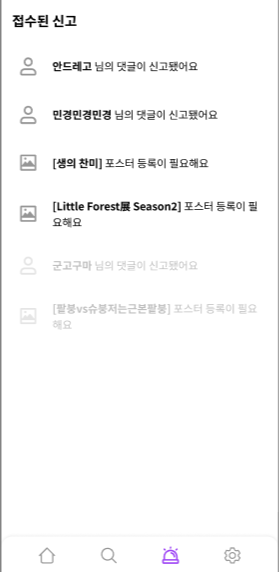 접수된 신고
안드레고 님의 댓글이 신고됐어요
민경민경민경 님의 댓글이 신고됐어요
[생의 찬미] 포스터 등록이 필요해요
[Little Forest展 Season2] 포스터 등록이 필
요해요
군고구마 님의 댓글이 신고됐어요
[팥붕vs슈붕저는근본팥붕] 포스터 등록이 필요
해요